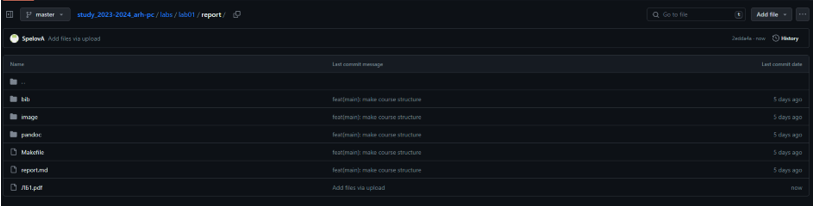 master study_2023-2024_arh-pc / labs / lab01 / report / Go to file t Add file
SpelovA Add files via upload now History
Name Last commit message Last commit date
..
bib feat(main): make course structure 5 days ago
image feat(main): make course structure 5 days ago
pandoc feat(main): make course structure 5 days ago
Makefile feat(main): make course structure 5 days ago
report.md feat(main): make course structure 5 days ago
Л61.pdf Add files via upload now